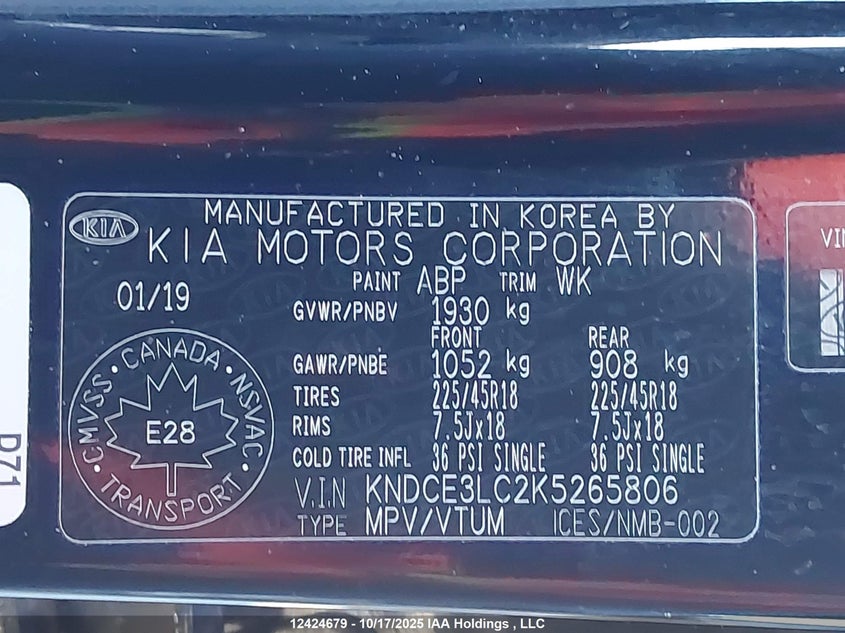 KIA
MANUFACTURED IN KOREA BY
KIA MOTORS CORPORATION
01/19
PAINT ABP TRIM WK
GVWR/PNBV 1930 kg
FRONT REAR
GAWR/PNBE 1052 kg 908 kg
TIRES 225/45R18 225/45R18
RIMS 7.5Jx18 7.5Jx18
COLD TIRE INFL 36 PSI SINGLE 36 PSI SINGLE
V.I.N KNDCE3LC2K5265806
TYPE MPV/VTUM ICES/NMB-002
CMVSS • CANADA • NSVAC • TRANSPORT •
E28
D71
VIN
12424679 - 10/17/2025 IAA Holdings , LLC